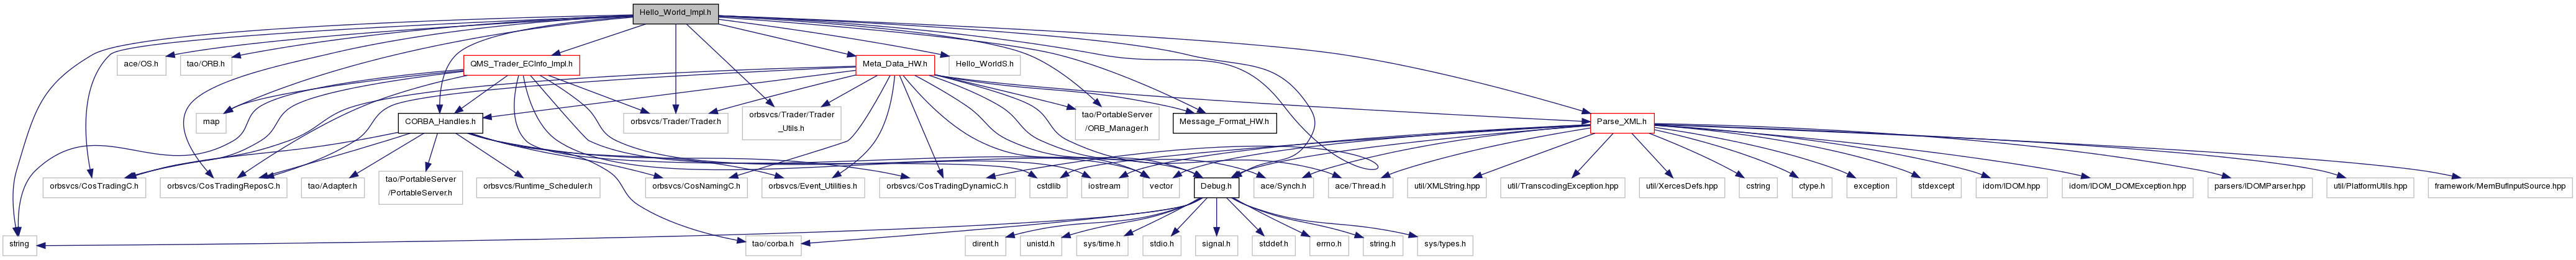 Hello_World_Impl.h
ace/OS.h
tao/ORB.h
QMS_Trader_ECInfo_Impl.h
Meta_Data_HW.h
Hello_WorldS.h
map
CORBA_Handles.h
orbsvcs/Trader/Trader.h
orbsvcs/Trader/Trader
_Utils.h
tao/PortableServer
/ORB_Manager.h
Message_Format_HW.h
Parse_XML.h
orbsvcs/CosTradingC.h
orbsvcs/CosTradingReposC.h
tao/Adapter.h
tao/PortableServer
/PortableServer.h
orbsvcs/Runtime_Scheduler.h
orbsvcs/CosNamingC.h
orbsvcs/Event_Utilities.h
orbsvcs/CosTradingDynamicC.h
cstdlib
iostream
vector
Debug.h
ace/Synch.h
ace/Thread.h
util/XMLString.hpp
util/TranscodingException.hpp
util/XercesDefs.hpp
cstring
ctype.h
exception
stdexcept
idom/IDOM.hpp
idom/IDOM_DOMException.hpp
parsers/IDOMParser.hpp
util/PlatformUtils.hpp
framework/MemBufInputSource.hpp
string
tao/corba.h
dirent.h
unistd.h
sys/time.h
stdio.h
signal.h
stddef.h
errno.h
string.h
sys/types.h